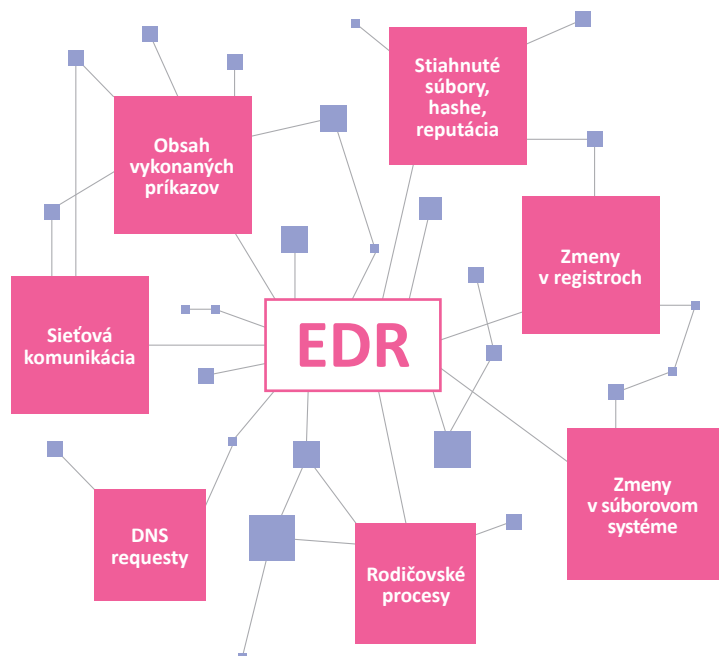 Stiahnuté
súbory,
hashe,
reputácia
Obsah
vykonaných
príkazov
Zmeny
v registroch
Sieťová
komunikácia
EDR
Zmeny
v súborovom
systéme
DNS
requesty
Rodičovské
procesy